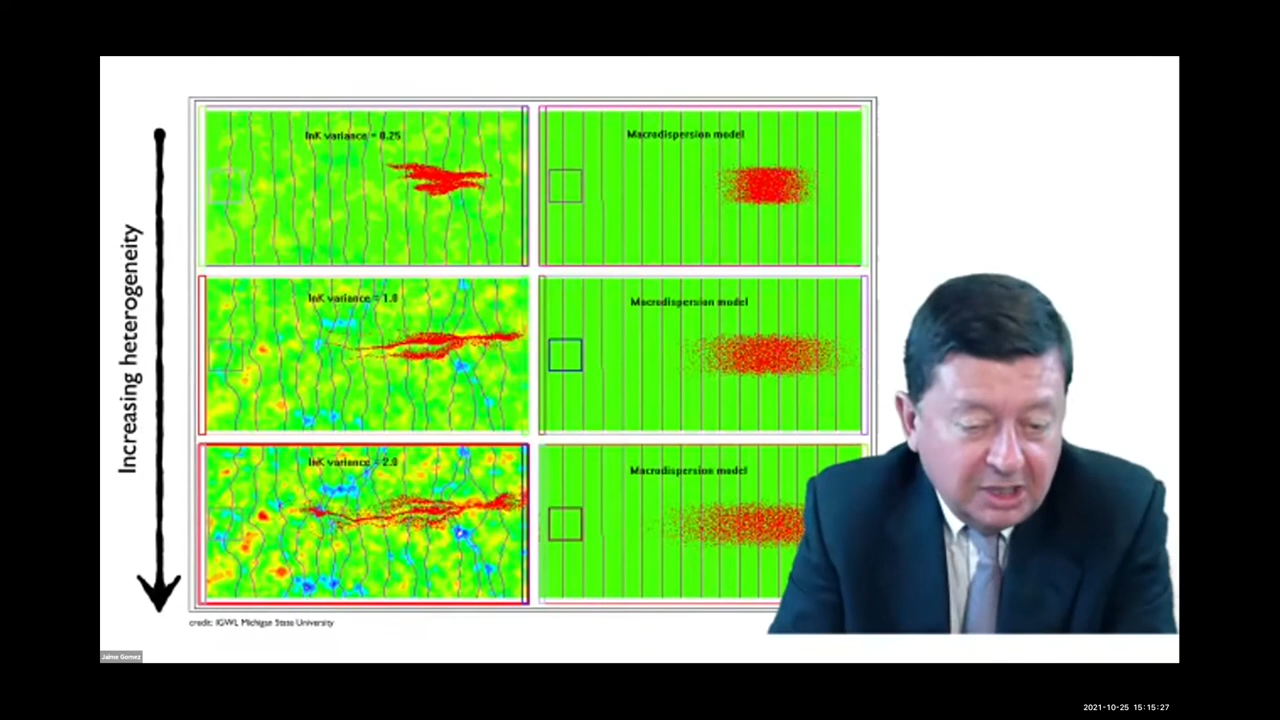 Increasing heterogeneity
lnK variance = 0.25
Macrodispersion model
lnK variance = 1.0
Macrodispersion model
lnK variance = 2.0
Macrodispersion model
credit: IGWL Michigan State University
Jaime Gomez
2021-10-25 15:15:27